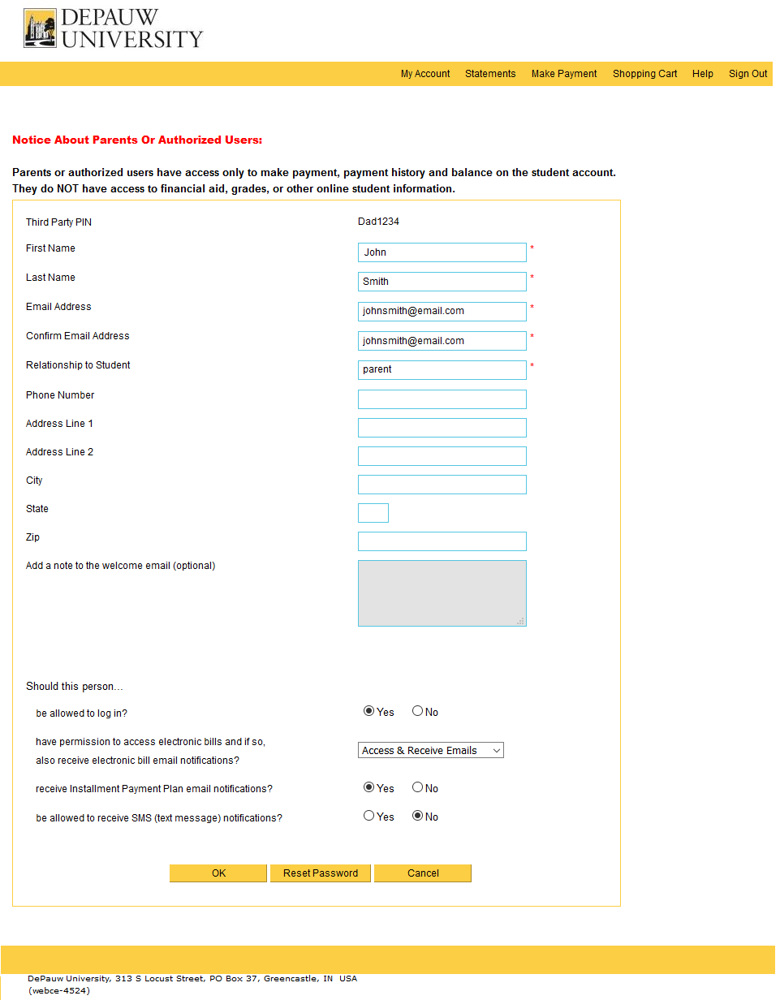 DEPAUW
UNIVERSITY
My Account Statements Make Payment Shopping Cart Help Sign Out
Notice About Parents Or Authorized Users:
Parents or authorized users have access only to make payment, payment history and balance on the student account.
They do NOT have access to financial aid, grades, or other online student information.
Third Party PIN Dad1234
First Name John *
Last Name Smith *
Email Address johnsmith@email.com *
Confirm Email Address johnsmith@email.com *
Relationship to Student parent *
Phone Number
Address Line 1
Address Line 2
City
State
Zip
Add a note to the welcome email (optional)
Should this person...
be allowed to log in? Yes No
have permission to access electronic bills and if so,
also receive electronic bill email notifications? Access & Receive Emails
receive Installment Payment Plan email notifications? Yes No
be allowed to receive SMS (text message) notifications? Yes No
OK Reset Password Cancel
DePauw University, 313 S Locust Street, PO Box 37, Greencastle, IN USA
(webce-4524)